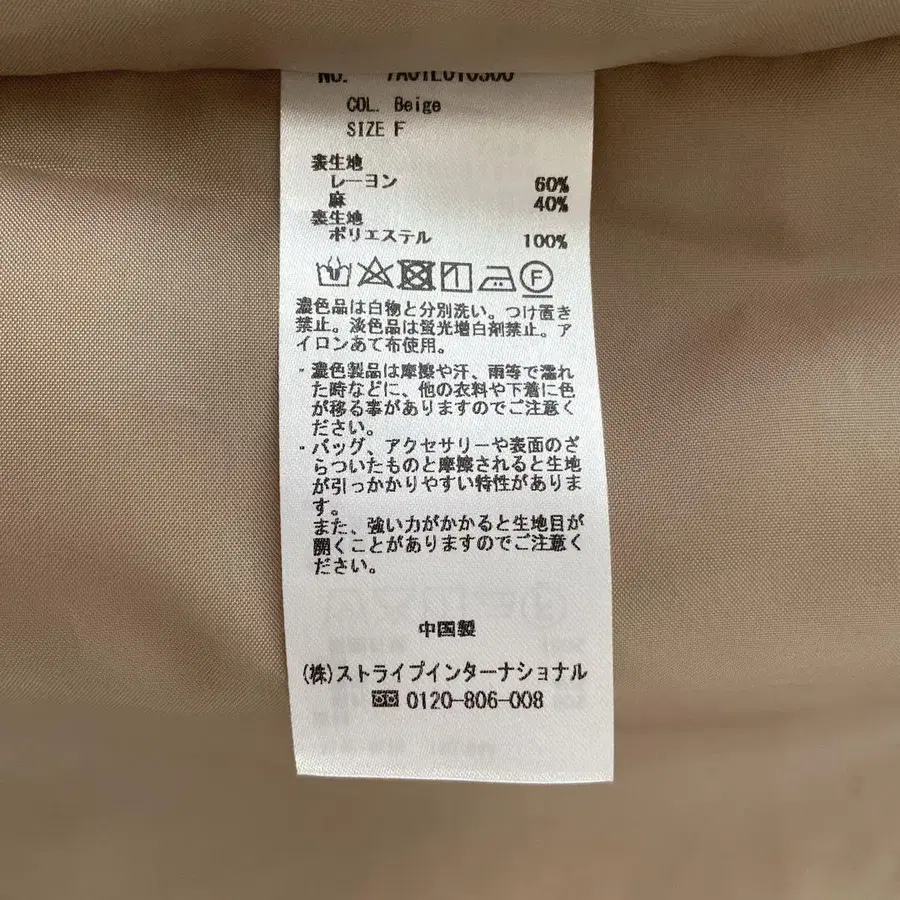 COL. Beige
SIZE F
表生地
レーヨン 60%
麻 40%
裏生地
ポリエステル 100%
F
濃色品は白物と分別洗い。つけ置き
禁止。淡色品は蛍光増白剤禁止。ア
イロンあて布使用。
・濃色製品は摩擦や汗、雨等で濡れ
た時などに、他の衣料や下着に色
が移る事がありますのでご注意く
ださい。
・バッグ、アクセサリーや表面のざ
らついたものと摩擦されると生地
が引っかかりやすい特性がありま
す。
また、強い力がかかると生地目が
開くことがありますのでご注意く
ださい。
中国製
(株)ストライプインターナショナル
0120-806-008